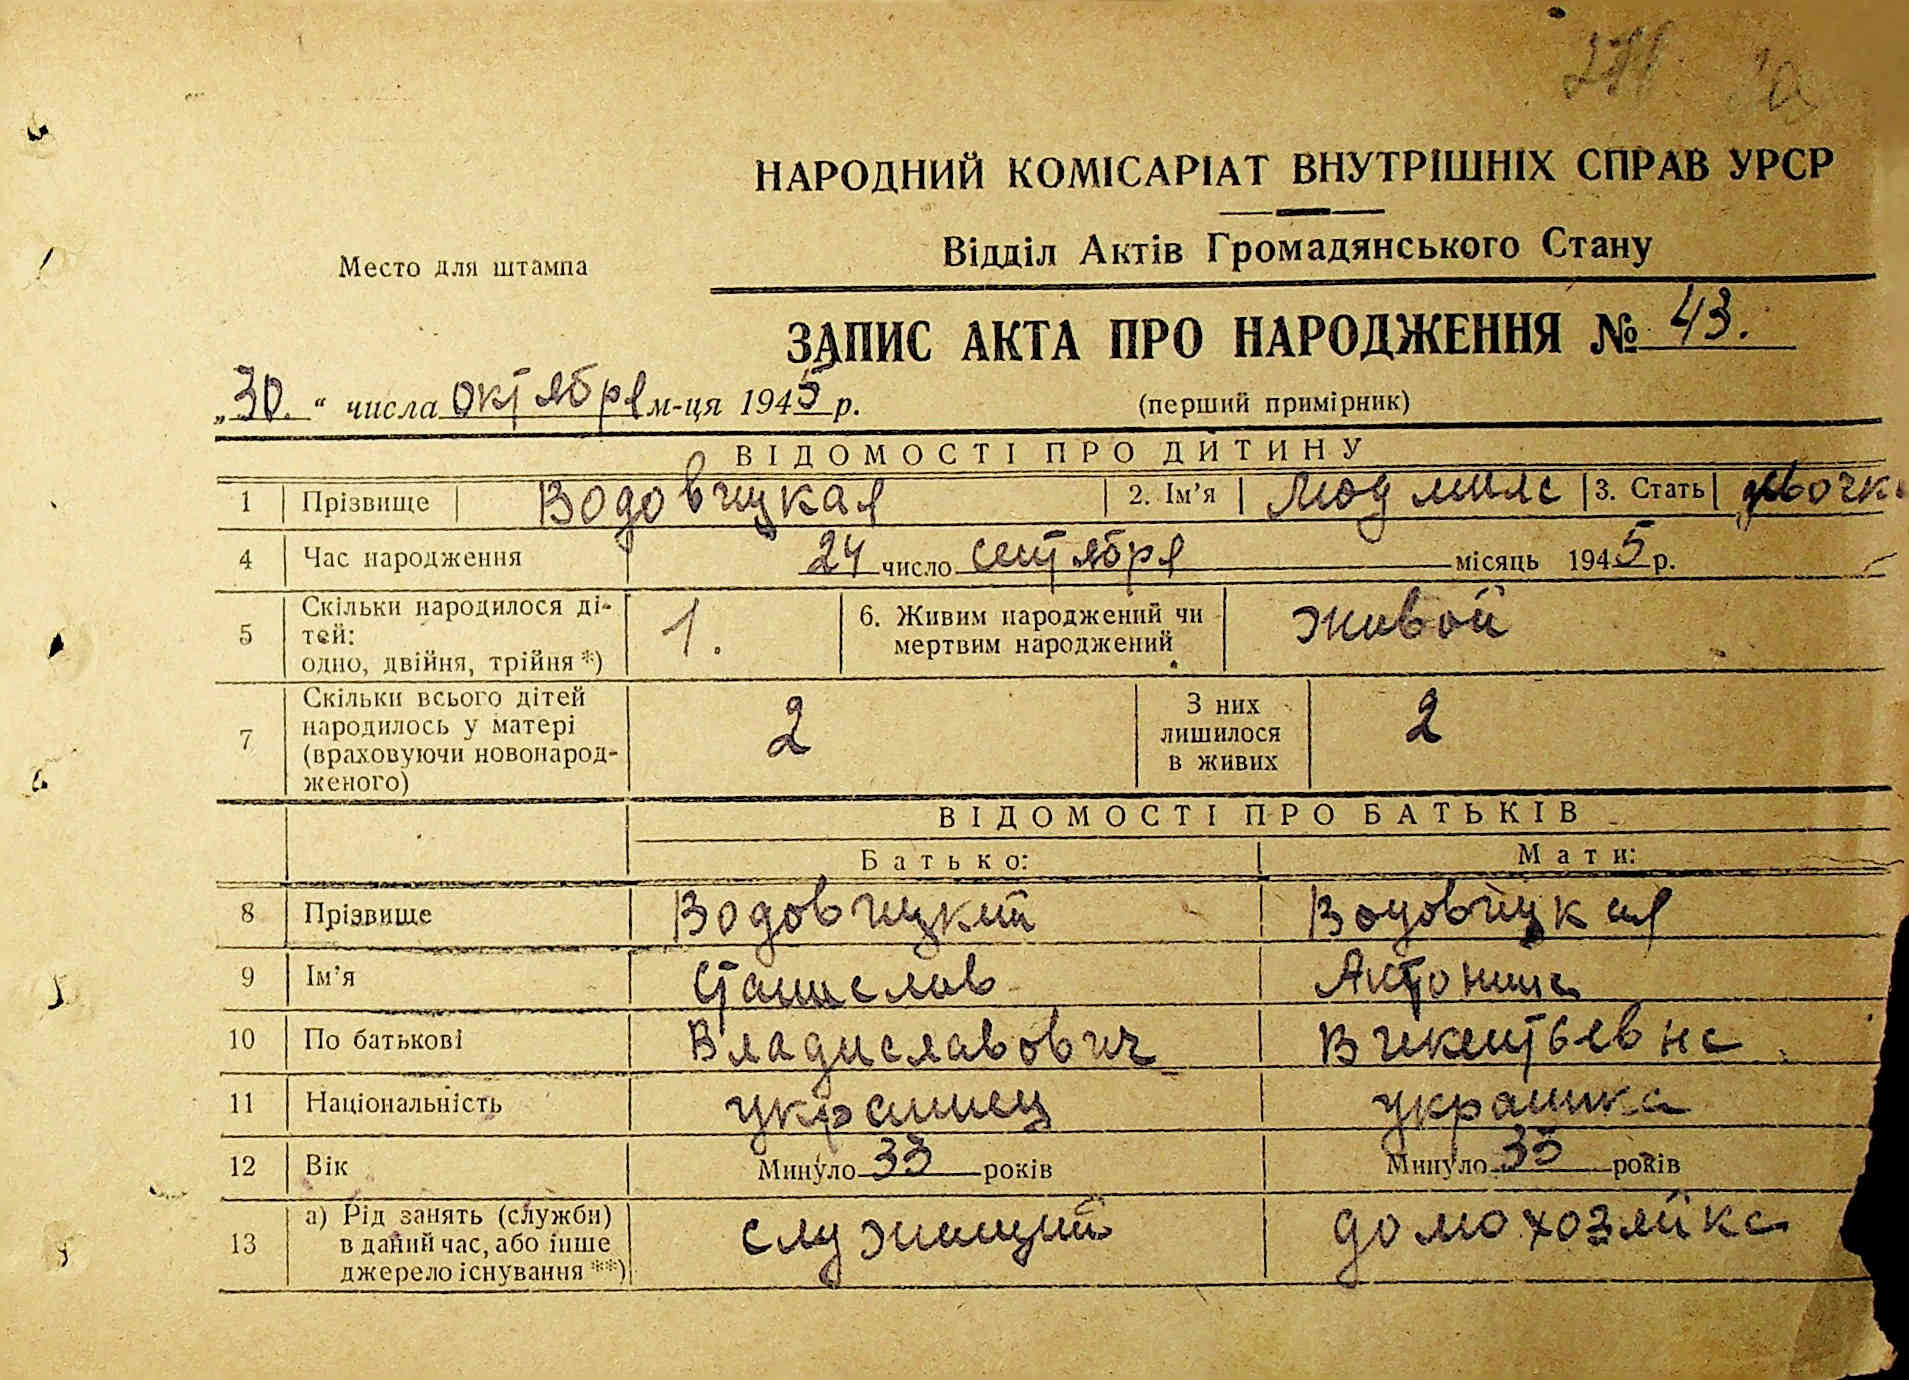 НАРОДНИЙ КОМІСАРІАТ ВНУТРІШНІХ СПРАВ УРСР
Відділ Актів Громадянського Стану
Место для штампа
ЗАПИС АКТА ПРО НАРОДЖЕННЯ № 43.
„30.“ числа октября м-ця 1945 р.
(перший примірник)
ВІДОМОСТІ ПРО ДИТИНУ
1 Прізвище Водовицкая 2. Ім'я Людмила 3. Стать девочка
4 Час народження 24 число сентября місяць 1945 р.
5 Скільки народилося ді-
тей:
одно, двійня, трійня *) 1. 6. Живим народжений чи
мертвим народжений живой
7 Скільки всього дітей
народилось у матері
(враховуючи новонарод-
женого) 2 З них
лишилося
в живих 2
ВІДОМОСТІ ПРО БАТЬКІВ
Батько: Мати:
8 Прізвище Водовицкий Водовицкая
9 Ім'я Станислав Антонина
10 По батькові Владиславович Викентьевна
11 Національність украинец украинка
12 Вік Минуло 33 років Минуло 33 років
13 а) Рід занять (служби)
в даний час, або інше
джерело існування **) служащий домохозяйка